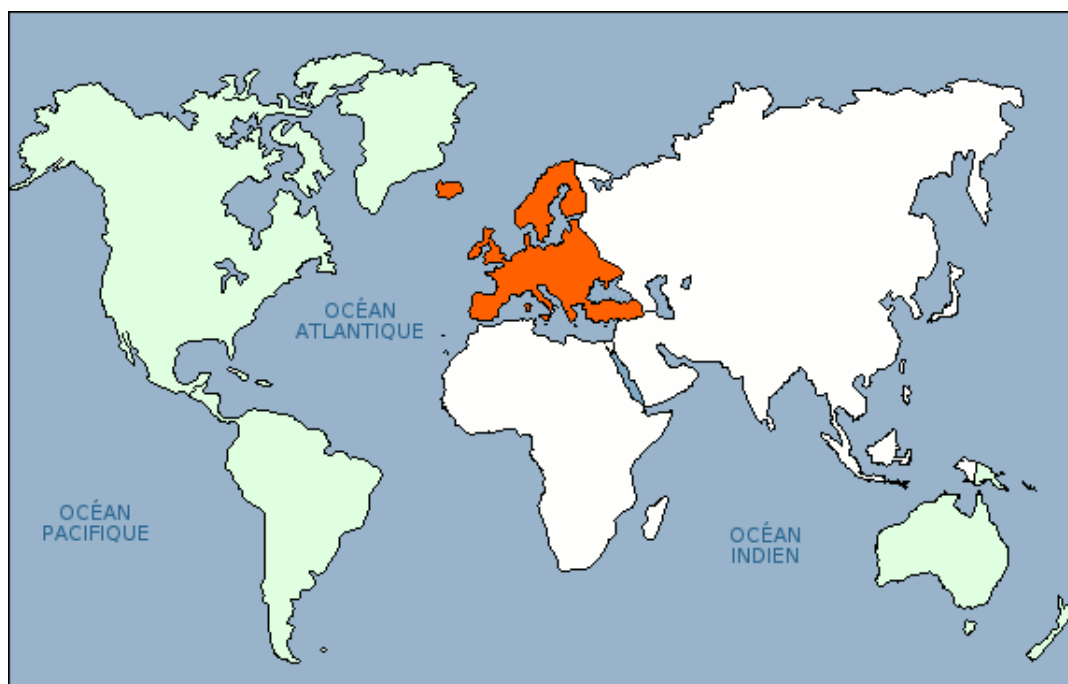 OCÉAN
ATLANTIQUE
OCÉAN
PACIFIQUE
OCÉAN
INDIEN